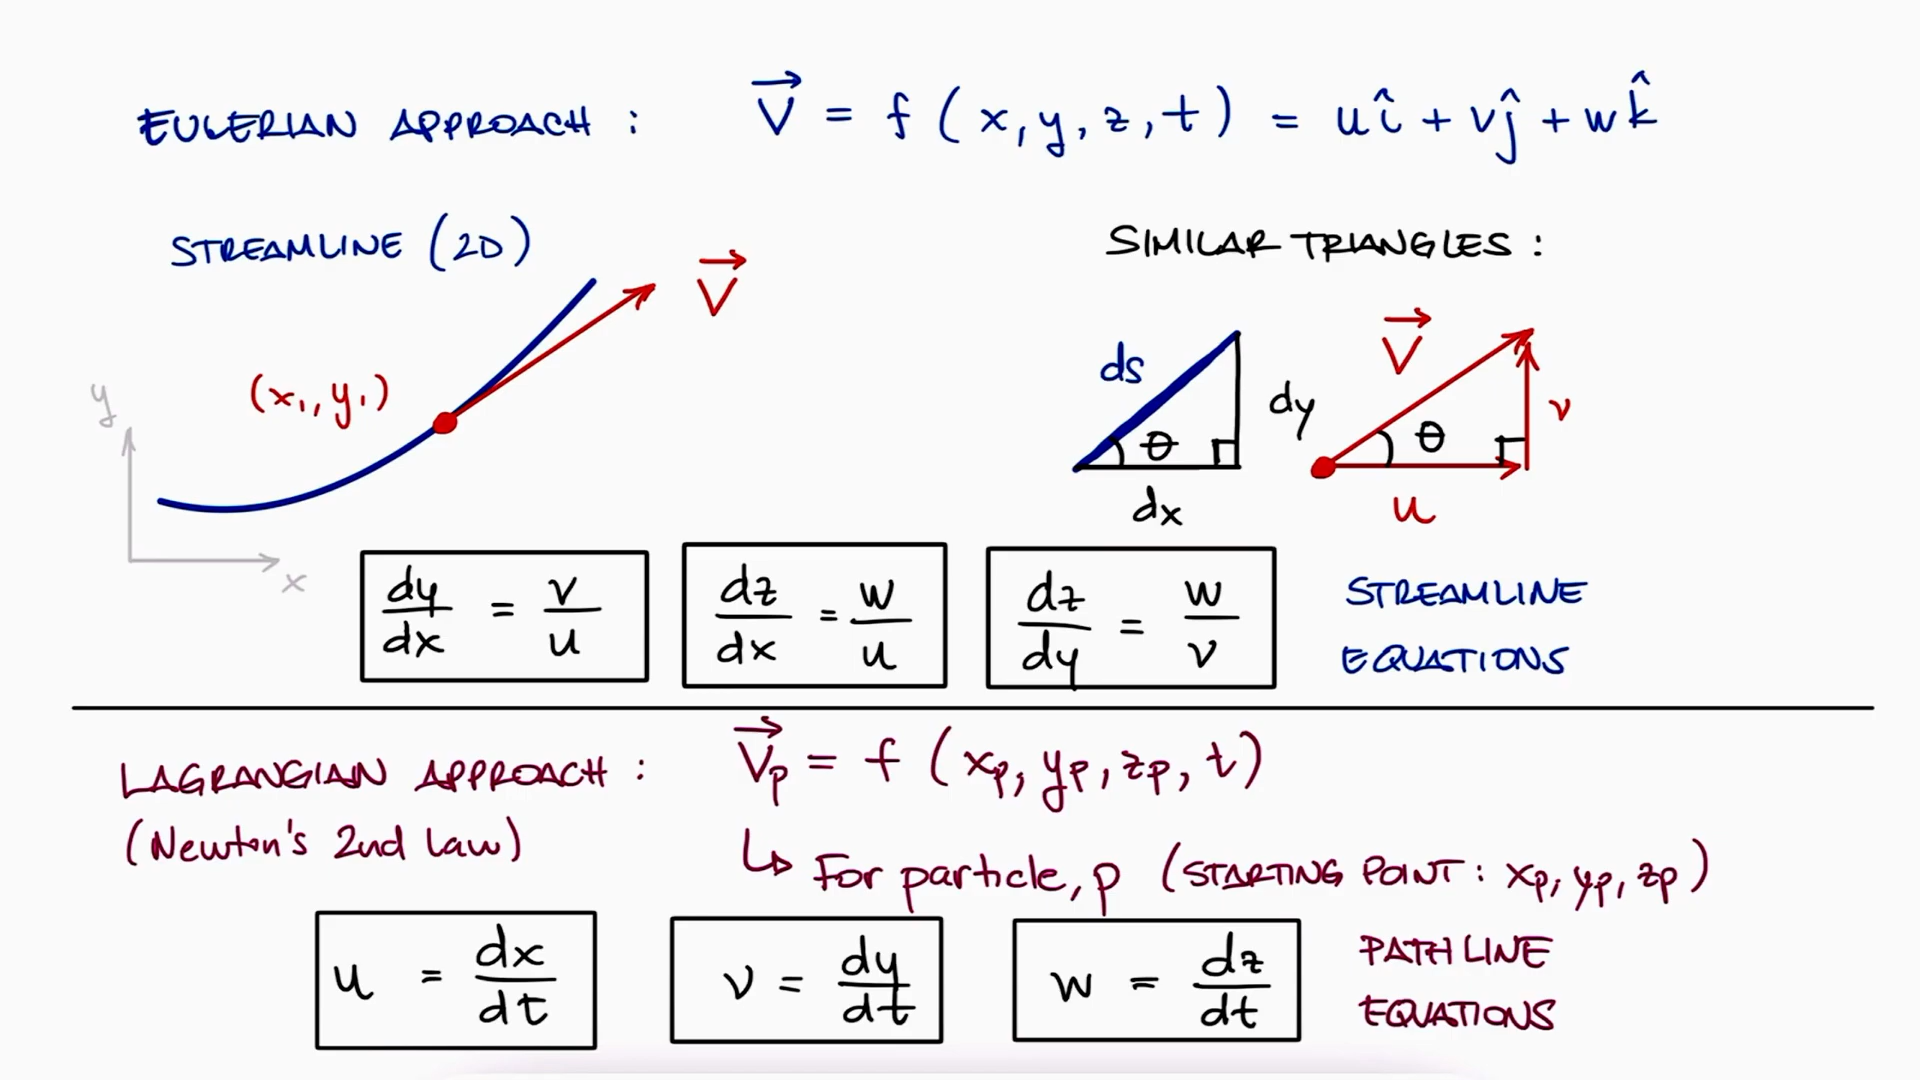 EULERIAN APPROACH : V⃗ = f ( x, y, z, t ) = uî + vĵ + wk̂
STREAMLINE (2D)
SIMILAR TRIANGLES :
V⃗
(x₁, y₁)
y
x
ds
dy
θ
dx
V⃗
v
θ
u
dy/dx = v/u
dz/dx = w/u
dz/dy = w/v
STREAMLINE
EQUATIONS
LAGRANGIAN APPROACH : V⃗p = f ( xp, yp, zp, t )
(Newton's 2nd Law)
↳ For particle, p (STARTING POINT : xp, yp, zp )
u = dx/dt
v = dy/dt
w = dz/dt
PATHLINE
EQUATIONS